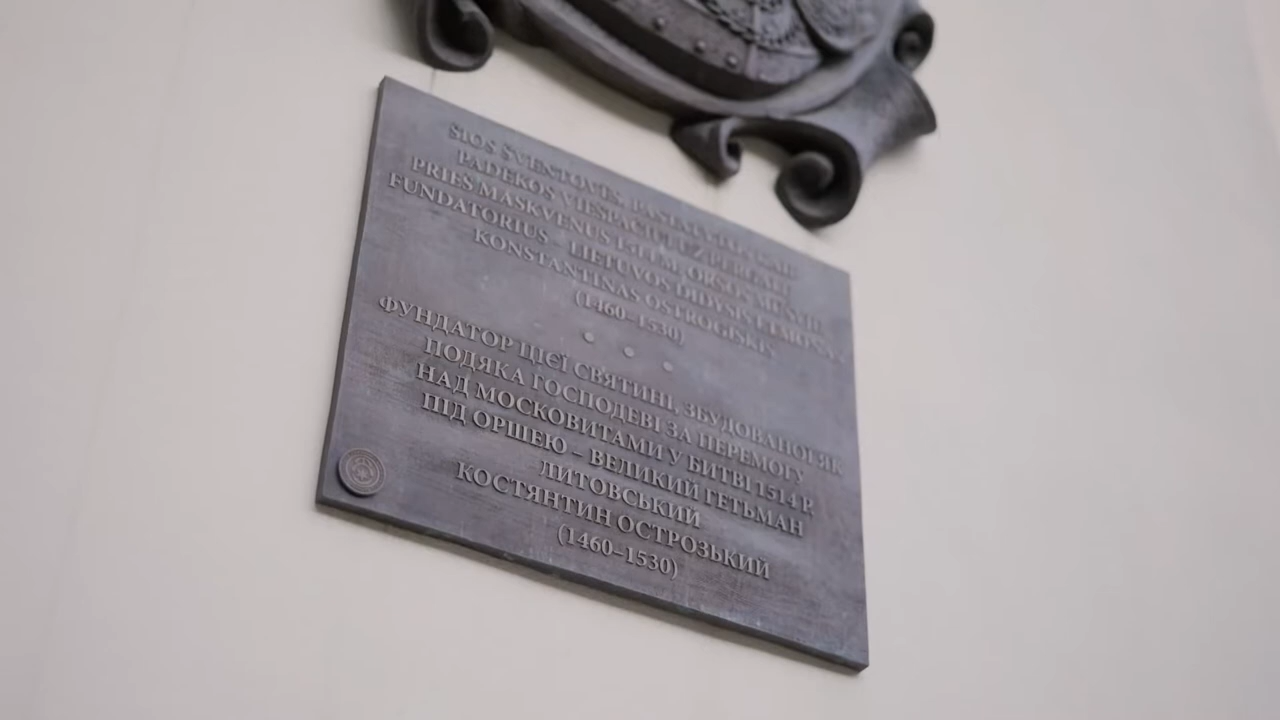 ŠIOS ŠVENTOVĖS, PASTATYTOS KAIP
PADĖKOS VIEŠPAČIUI UŽ PERGALĘ
PRIEŠ MASKVĖNUS 1514 M. ORŠOS MŪŠYJE,
FUNDATORIUS – LIETUVOS DIDYSIS ETMONAS
KONSTANTINAS OSTROGIŠKIS
(1460–1530)
ФУНДАТОР ЦІЄЇ СВЯТИНІ, ЗБУДОВАНОЇ ЯК
ПОДЯКА ГОСПОДЕВІ ЗА ПЕРЕМОГУ
НАД МОСКОВИТАМИ У БИТВІ 1514 Р.
ПІД ОРШЕЮ – ВЕЛИКИЙ ГЕТЬМАН
ЛИТОВСЬКИЙ
КОСТЯНТИН ОСТРОЗЬКИЙ
(1460–1530)